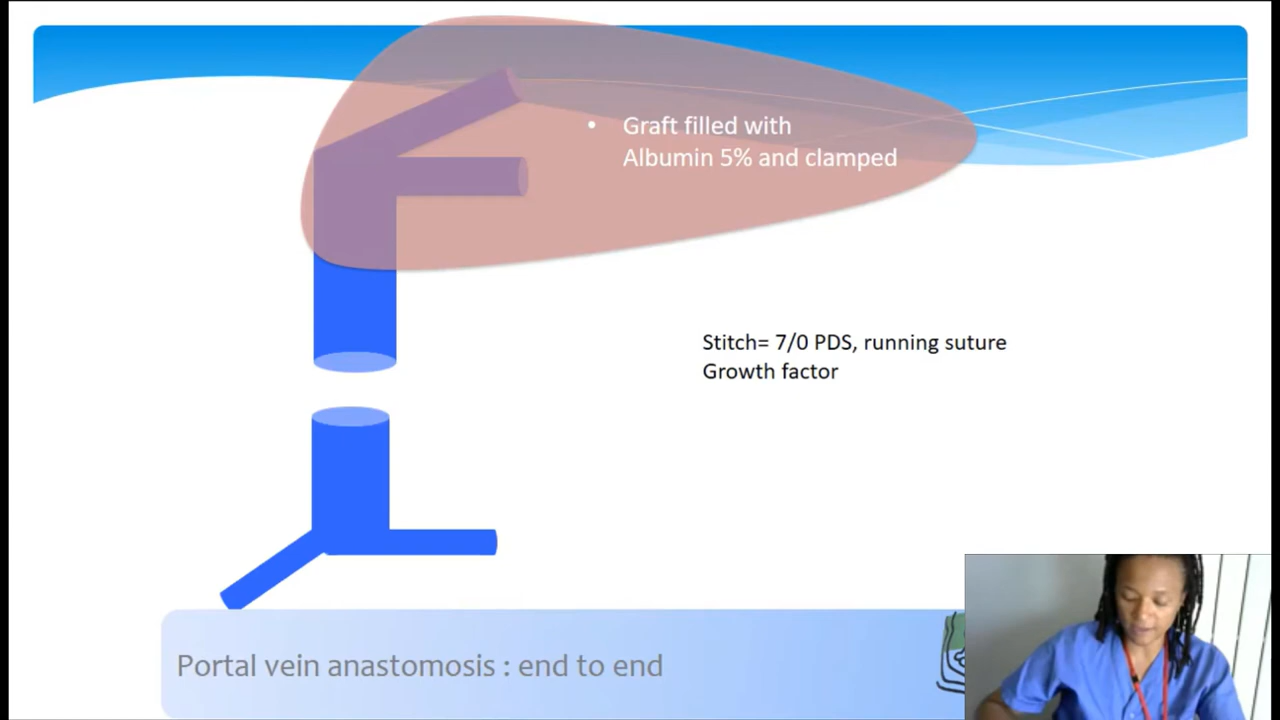 • Graft filled with
Albumin 5% and clamped
Stitch= 7/0 PDS, running suture
Growth factor
Portal vein anastomosis : end to end